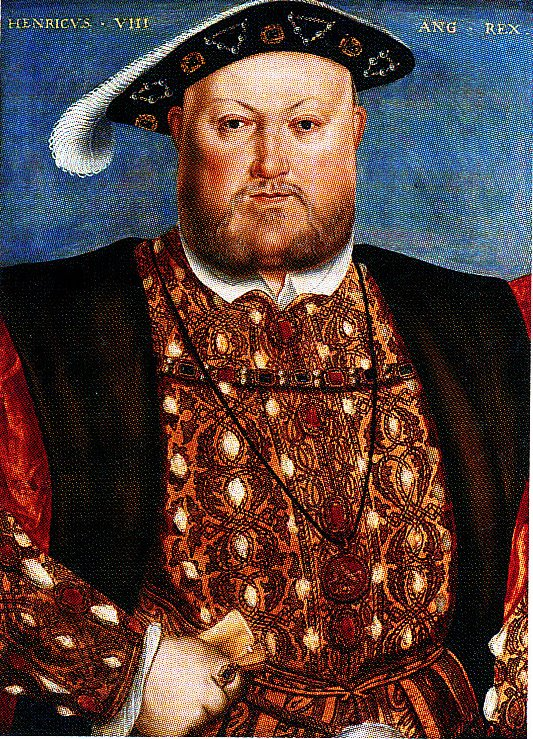 HENRICVS · VIII ANG · REX